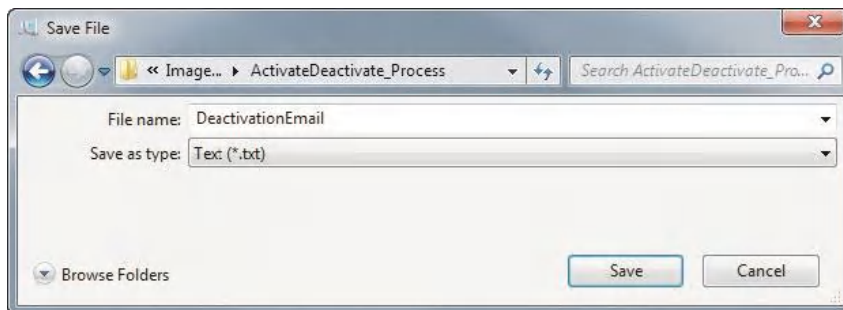 Save File
« Image... ▸ ActivateDeactivate_Process Search ActivateDeactivate_Pro...
File name: DeactivationEmail
Save as type: Text (*.txt)
Browse Folders Save Cancel